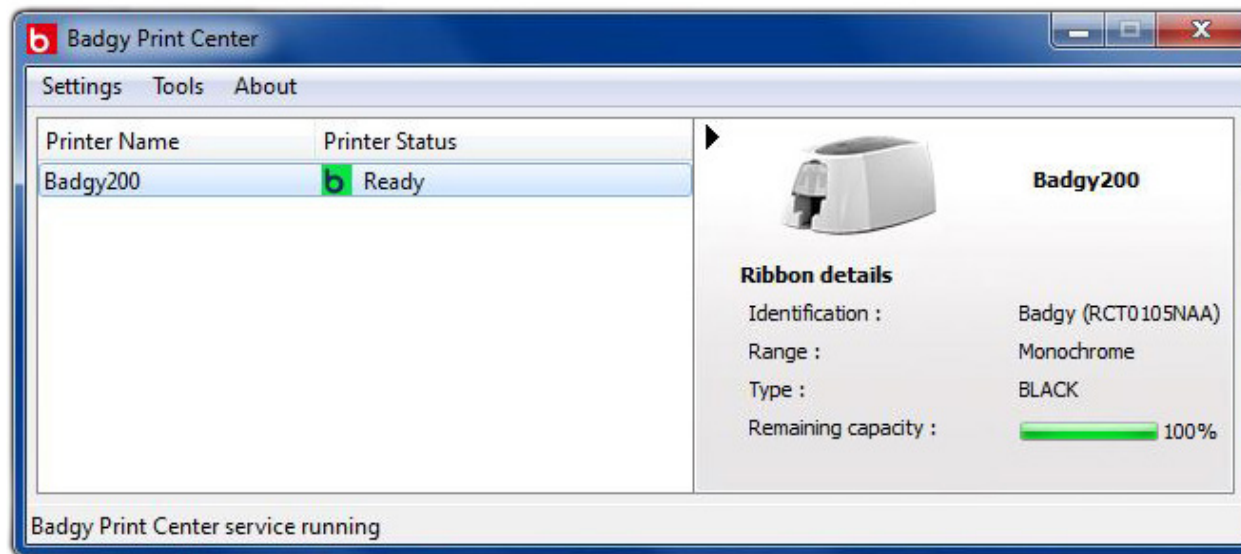 Badgy Print Center
Settings Tools About
Printer Name Printer Status
Badgy200 Ready
Badgy200
Ribbon details
Identification : Badgy (RCT0105NAA)
Range : Monochrome
Type : BLACK
Remaining capacity : 100%
Badgy Print Center service running